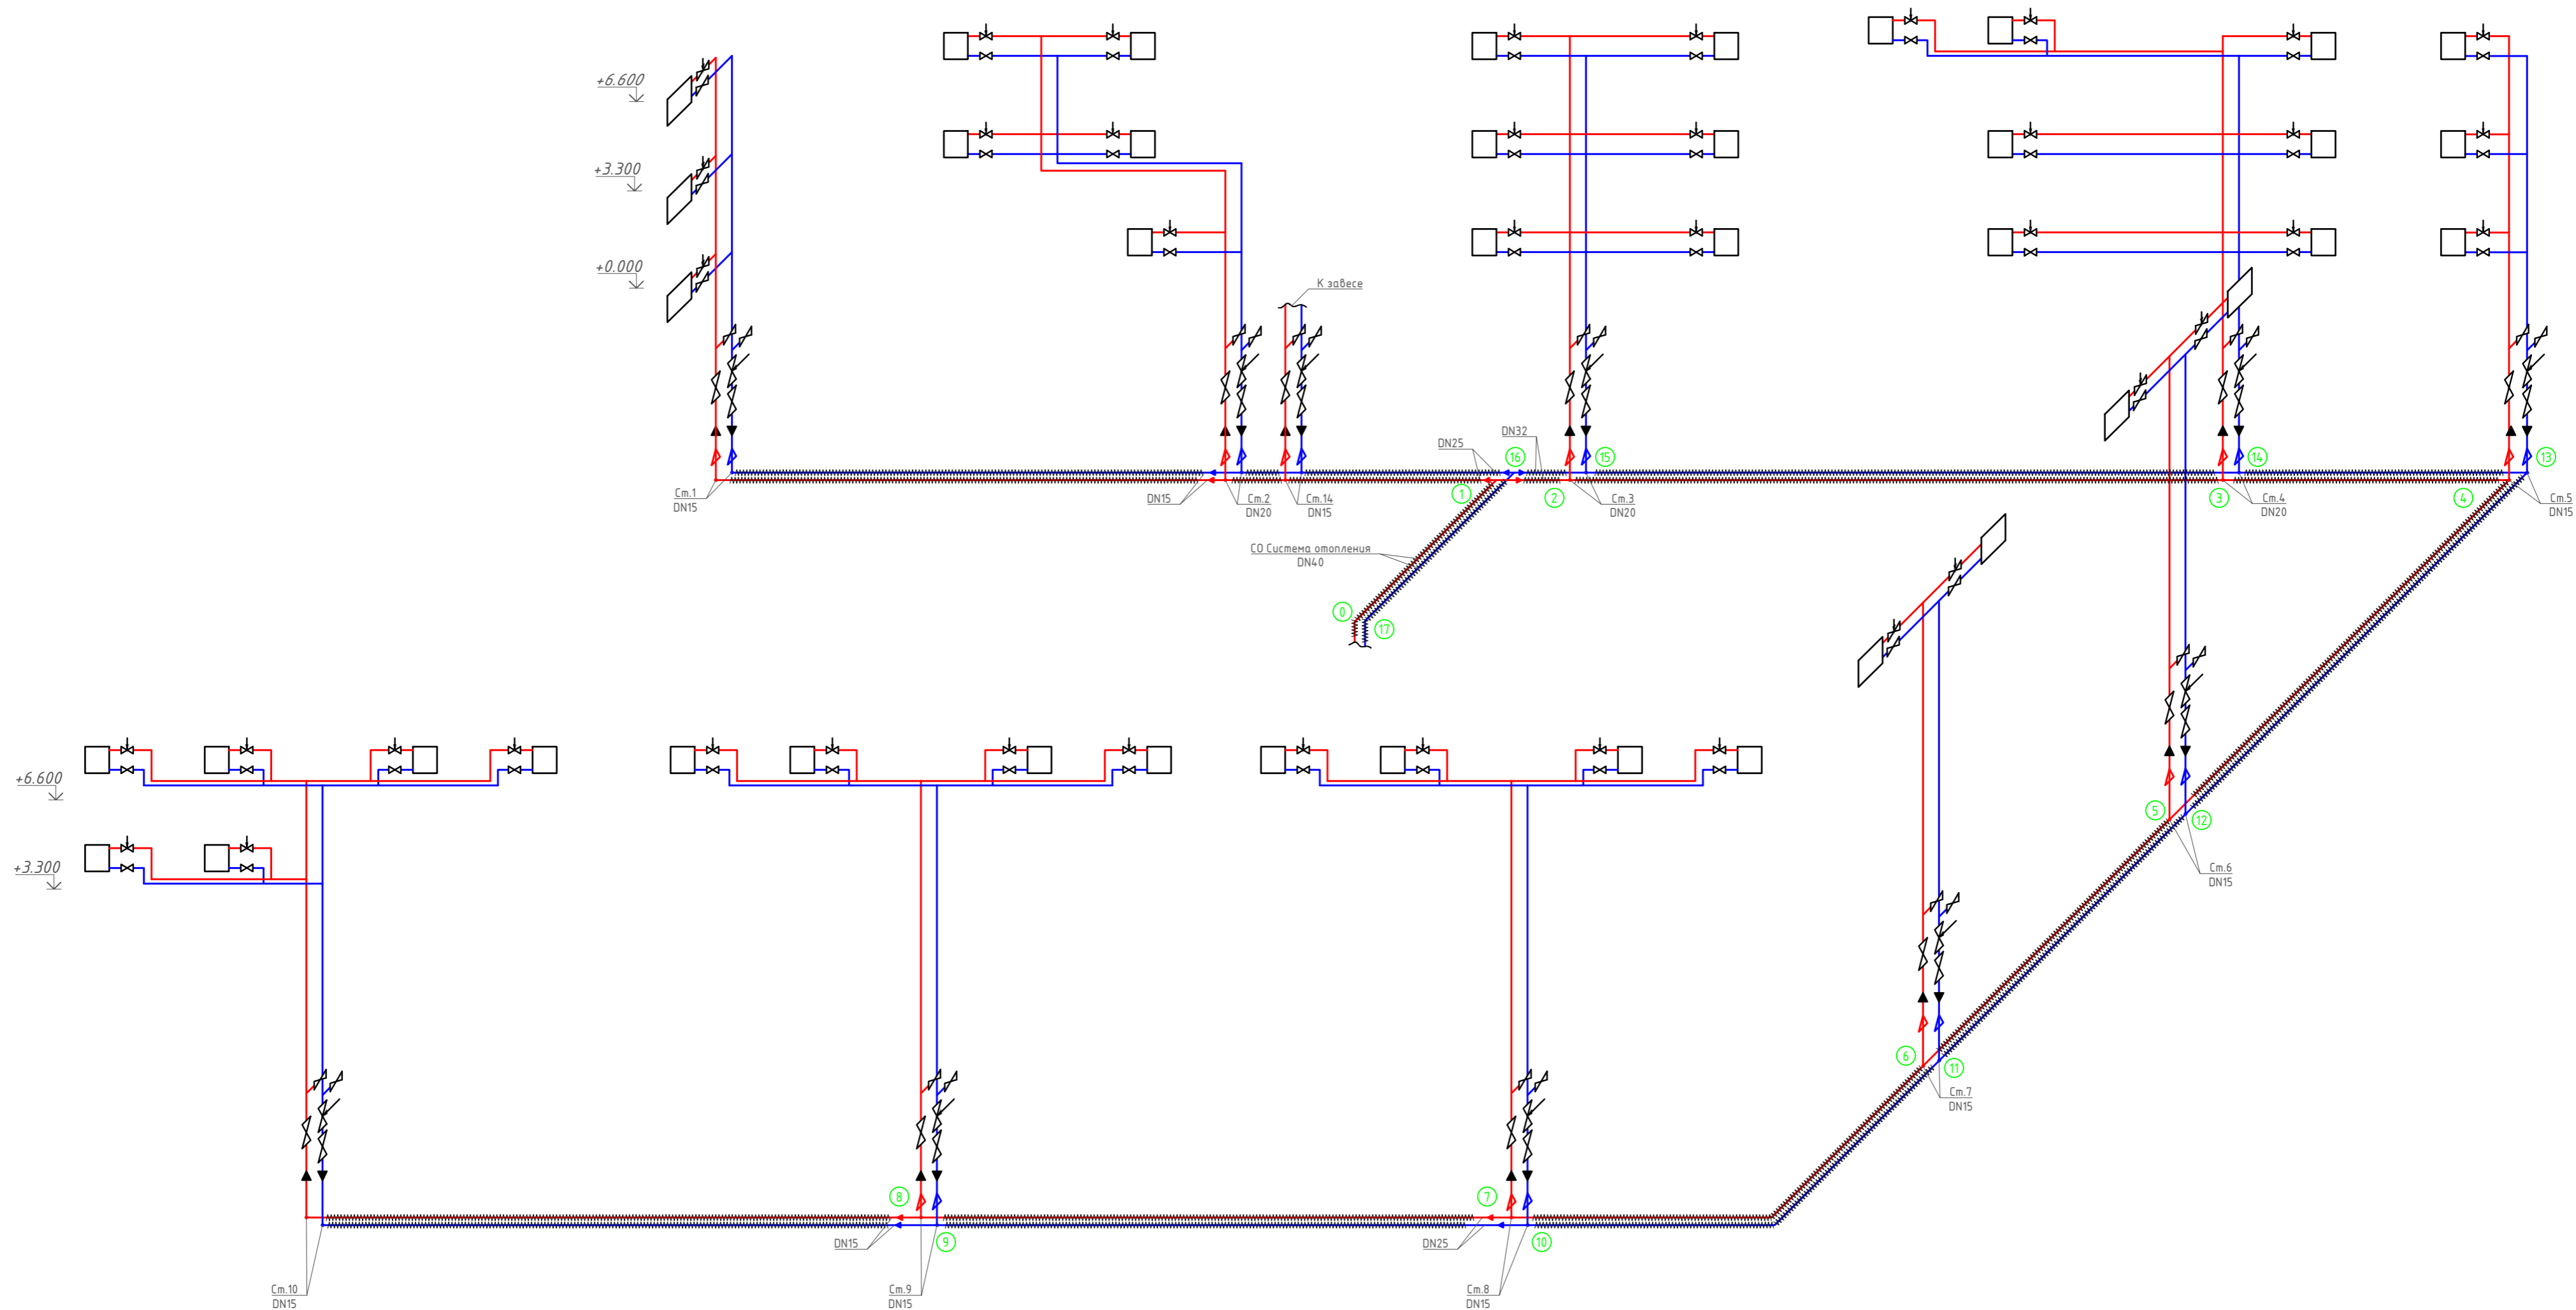 +6.600
+3.300
+0.000
К завесе
DN25
DN32
16
15
14
13
Ст.1
DN15
DN15
Ст.2
DN20
Ст.14
DN15
1
2
Ст.3
DN20
3
Ст.4
DN20
4
Ст.5
DN15
СО Система отопления
DN40
0
17
+6.600
+3.300
5
12
Ст.6
DN15
6
11
Ст.7
DN15
8
7
DN15
9
DN25
10
Ст.10
DN15
Ст.9
DN15
Ст.8
DN15